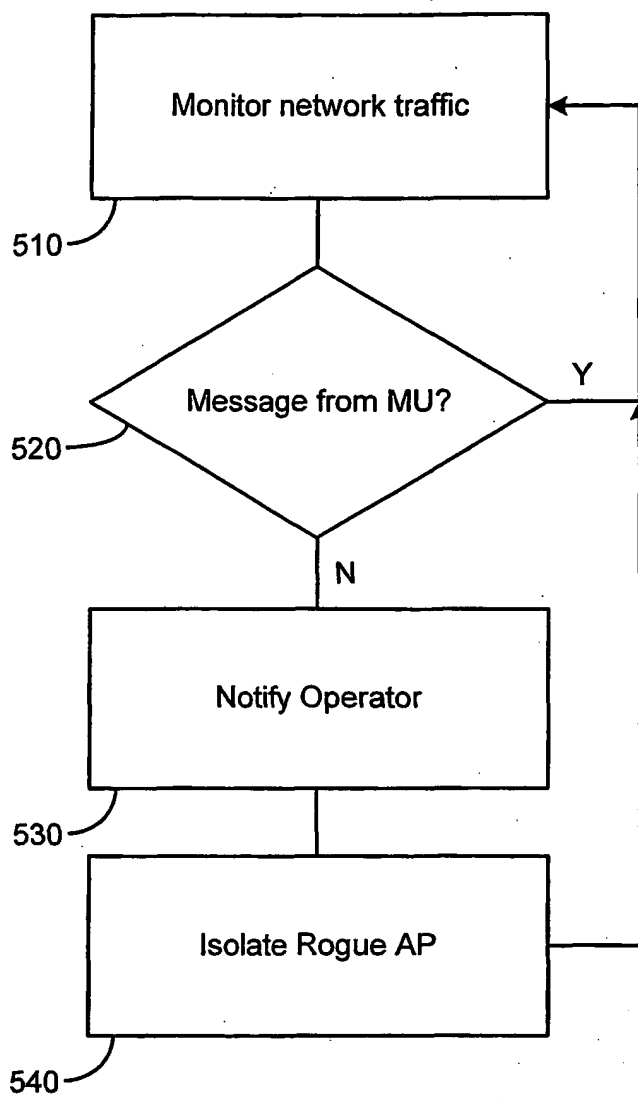 Monitor network traffic
510
Message from MU?
Y
520
N
Notify Operator
530
Isolate Rogue AP
540